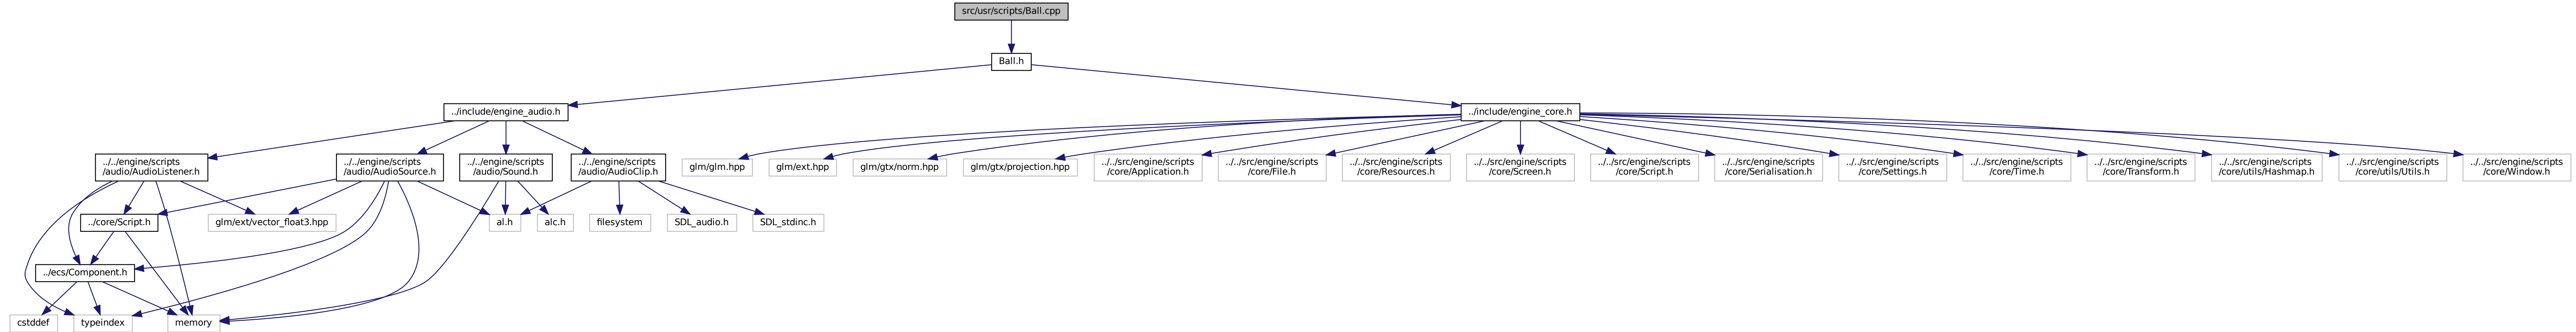 src/usr/scripts/Ball.cpp
Ball.h
../include/engine_audio.h
../include/engine_core.h
../../engine/scripts
/audio/AudioListener.h
../../engine/scripts
/audio/AudioSource.h
../../engine/scripts
/audio/Sound.h
../../engine/scripts
/audio/AudioClip.h
glm/glm.hpp
glm/ext.hpp
glm/gtx/norm.hpp
glm/gtx/projection.hpp
../../src/engine/scripts
/core/Application.h
../../src/engine/scripts
/core/File.h
../../src/engine/scripts
/core/Resources.h
../../src/engine/scripts
/core/Screen.h
../../src/engine/scripts
/core/Script.h
../../src/engine/scripts
/core/Serialisation.h
../../src/engine/scripts
/core/Settings.h
../../src/engine/scripts
/core/Time.h
../../src/engine/scripts
/core/Transform.h
../../src/engine/scripts
/core/utils/Hashmap.h
../../src/engine/scripts
/core/utils/Utils.h
../../src/engine/scripts
/core/Window.h
../core/Script.h
glm/ext/vector_float3.hpp
al.h
alc.h
filesystem
SDL_audio.h
SDL_stdinc.h
../ecs/Component.h
cstddef
typeindex
memory